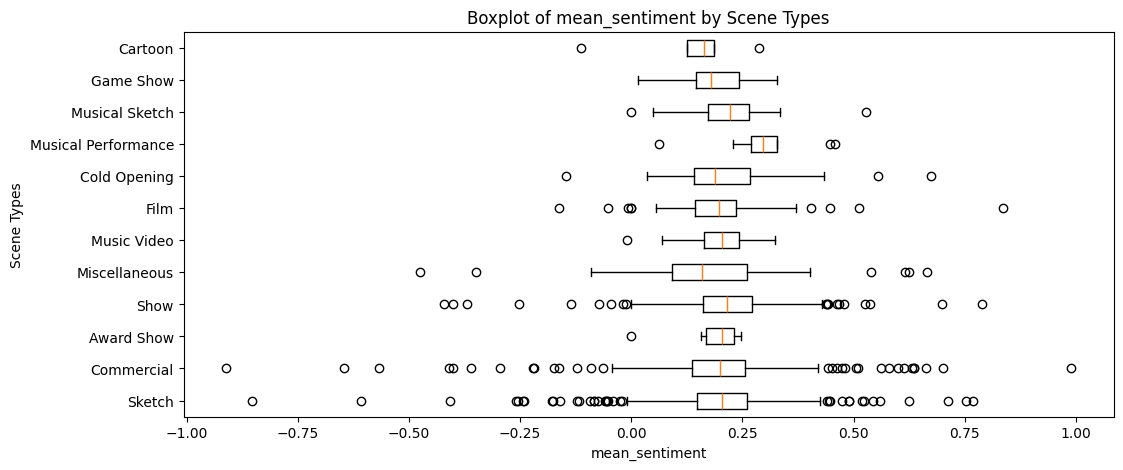 Boxplot of mean_sentiment by Scene Types
Cartoon
Game Show
Musical Sketch
Musical Performance
Cold Opening
Film
Music Video
Miscellaneous
Show
Award Show
Commercial
Sketch
Scene Types
−1.00 −0.75 −0.50 −0.25 0.00 0.25 0.50 0.75 1.00
mean_sentiment